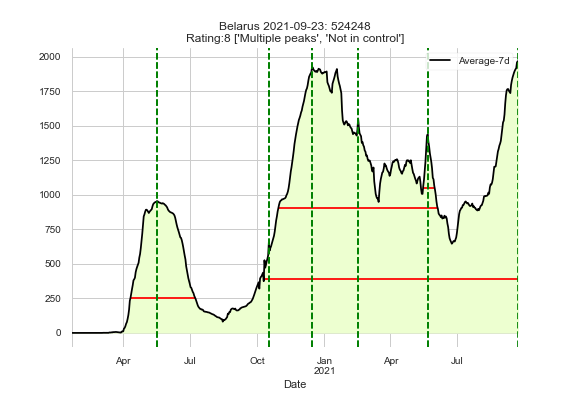 Belarus 2021-09-23: 524248
Rating:8 ['Multiple peaks', 'Not in control']
Average-7d
2000
1750
1500
1250
1000
750
500
250
0
Apr
Jul
Oct
Jan
2021
Apr
Jul
Date